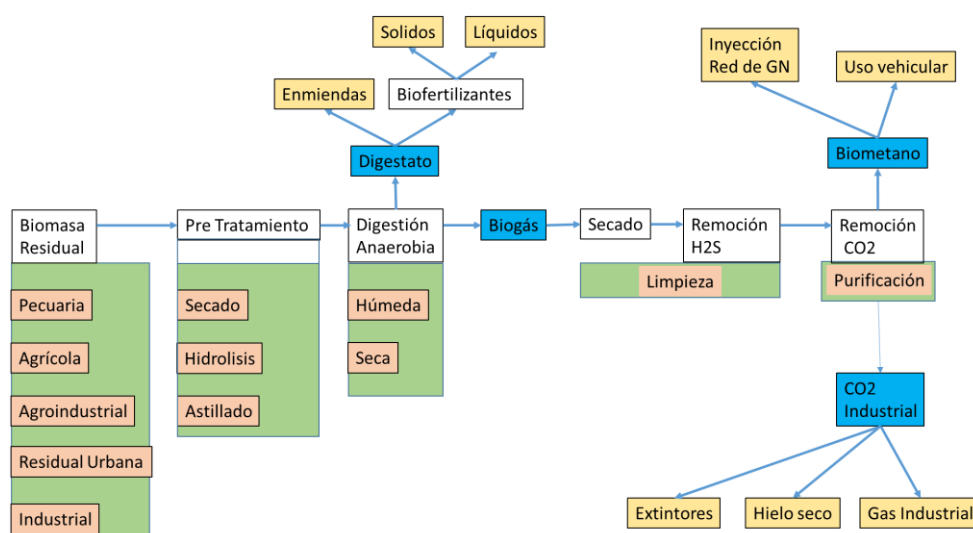 Solidos
Líquidos
Inyección
Red de GN
Uso vehicular
Enmiendas
Biofertilizantes
Digestato
Biometano
Biomasa
Residual
Pre Tratamiento
Digestión
Anaerobia
Biogás
Secado
Remoción
H2S
Remoción
CO2
Limpieza
Purificación
Pecuaria
Secado
Húmeda
Agrícola
Hidrolisis
Seca
Agroindustrial
Astillado
CO2
Industrial
Residual Urbana
Industrial
Extintores
Hielo seco
Gas Industrial